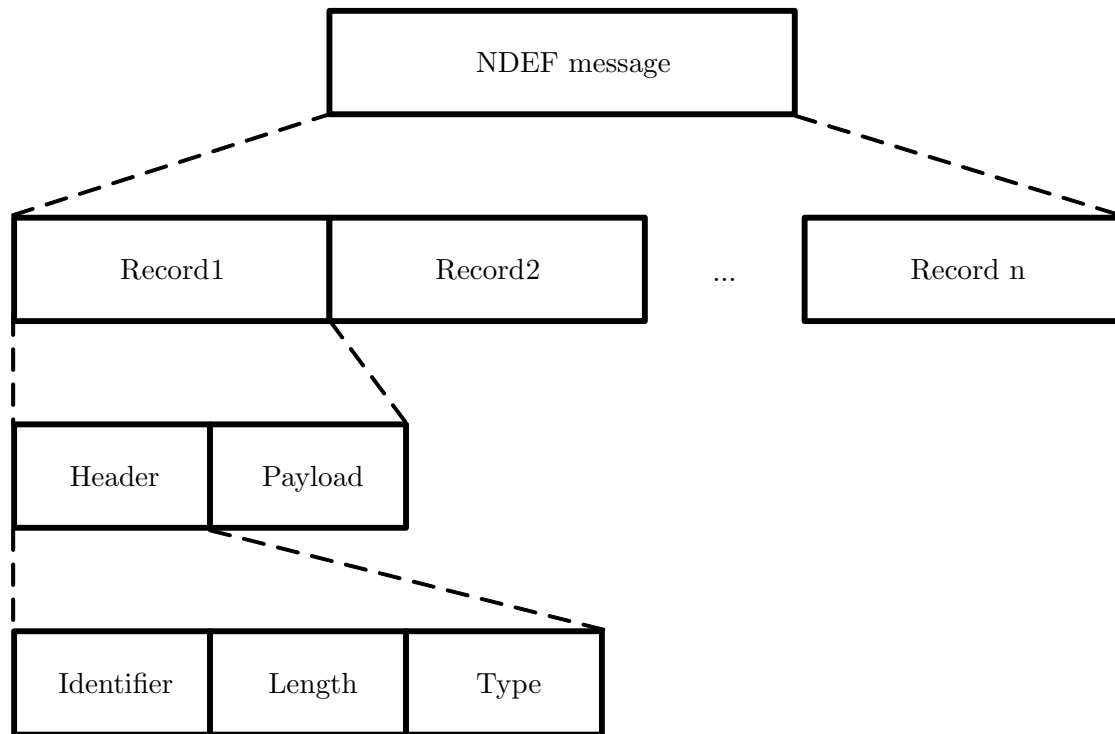 NDEF message
Record1 Record2 ... Record n
Header Payload
Identifier Length Type